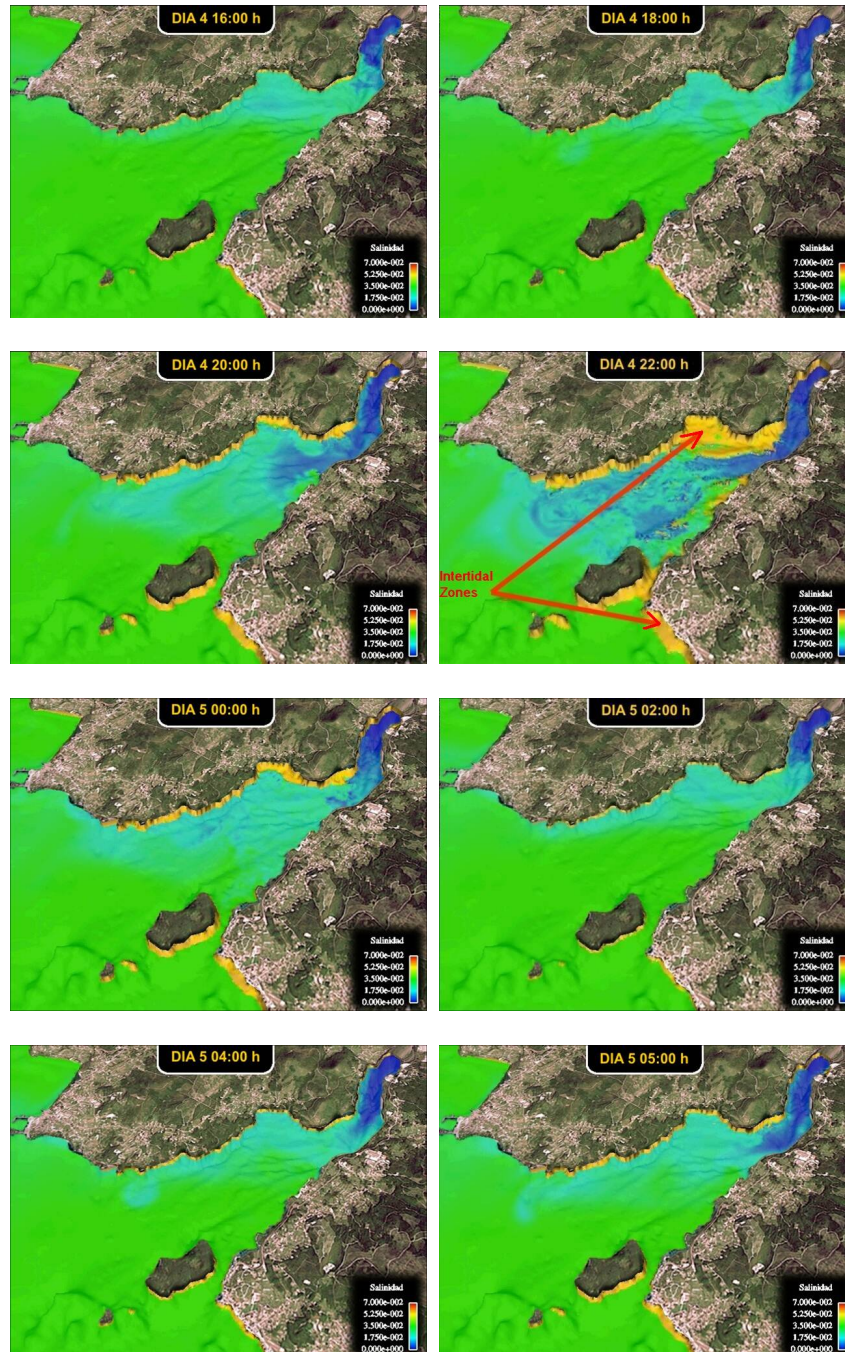 DIA 4 16:00 h
Salinidad
7.000e-002
5.250e-002
3.500e-002
1.750e-002
0.000e+000
DIA 4 18:00 h
Salinidad
7.000e-002
5.250e-002
3.500e-002
1.750e-002
0.000e+000
DIA 4 20:00 h
Salinidad
7.000e-002
5.250e-002
3.500e-002
1.750e-002
0.000e+000
DIA 4 22:00 h
Intertidal
Zones
Salinidad
7.000e-002
5.250e-002
3.500e-002
1.750e-002
0.000e+000
DIA 5 00:00 h
Salinidad
7.000e-002
5.250e-002
3.500e-002
1.750e-002
0.000e+000
DIA 5 02:00 h
Salinidad
7.000e-002
5.250e-002
3.500e-002
1.750e-002
0.000e+000
DIA 5 04:00 h
Salinidad
7.000e-002
5.250e-002
3.500e-002
1.750e-002
0.000e+000
DIA 5 05:00 h
Salinidad
7.000e-002
5.250e-002
3.500e-002
1.750e-002
0.000e+000